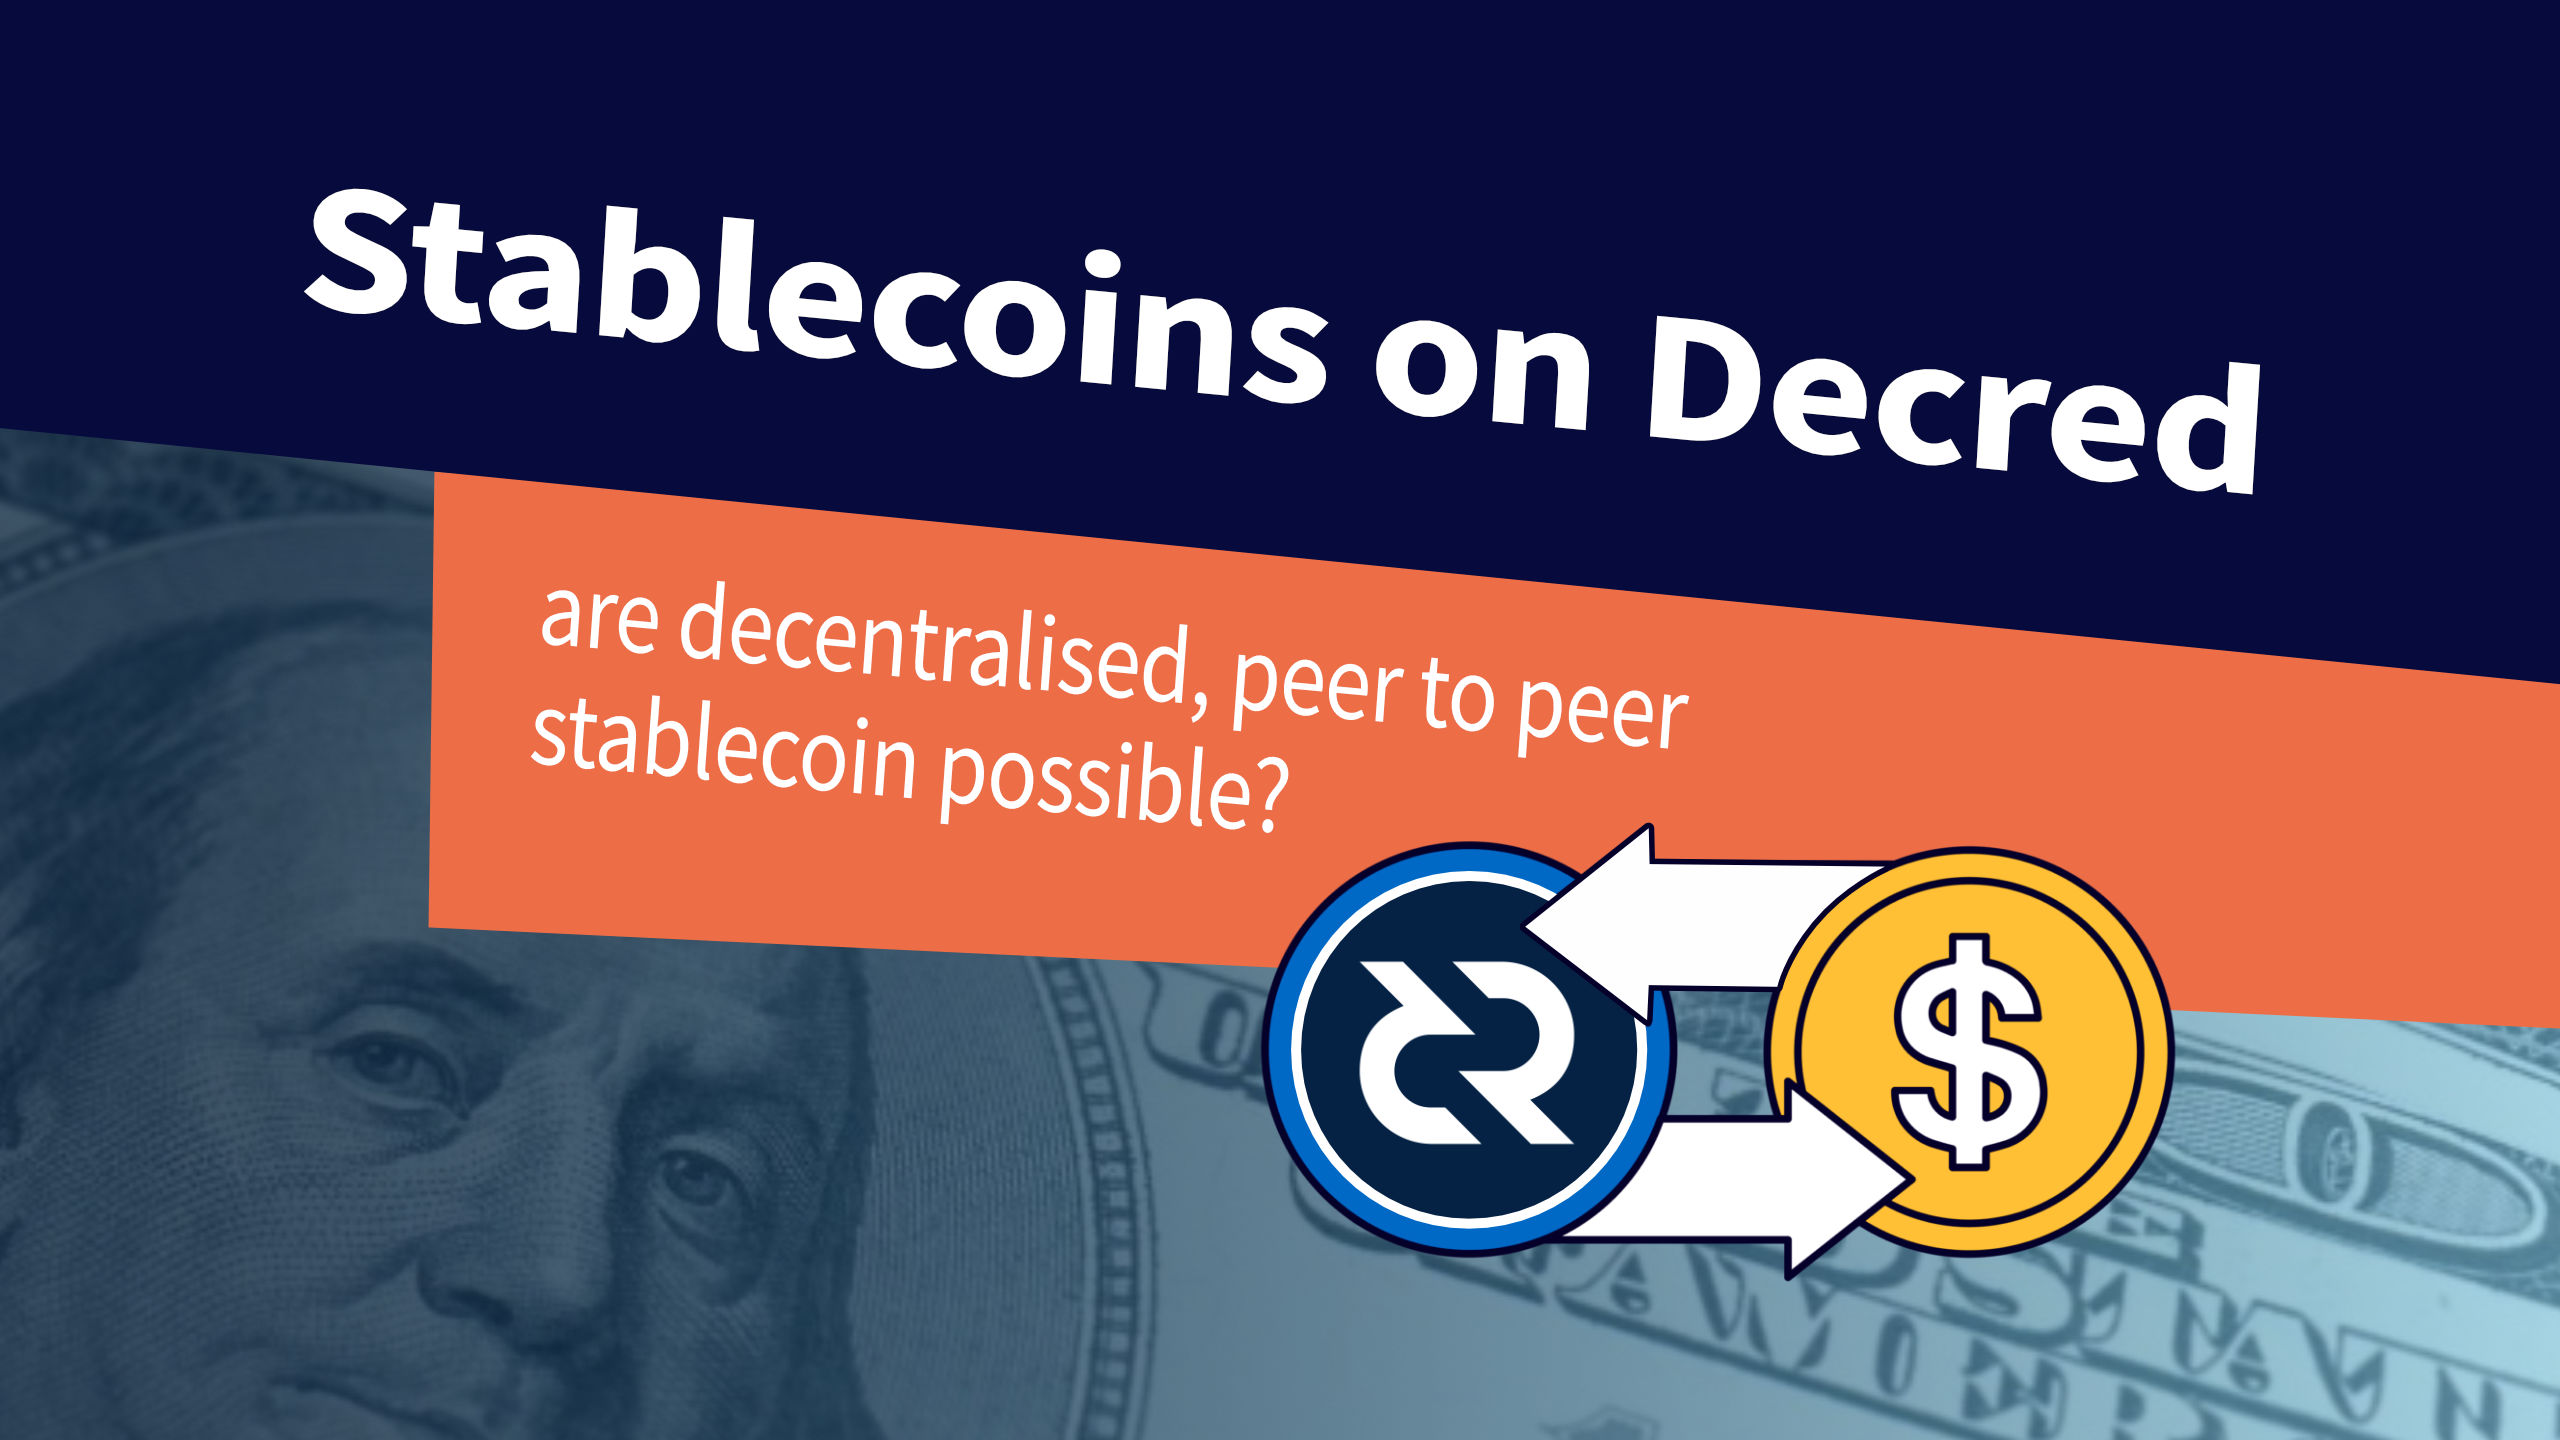 Stablecoins on Decred
are decentralised, peer to peer
stablecoin possible?
$